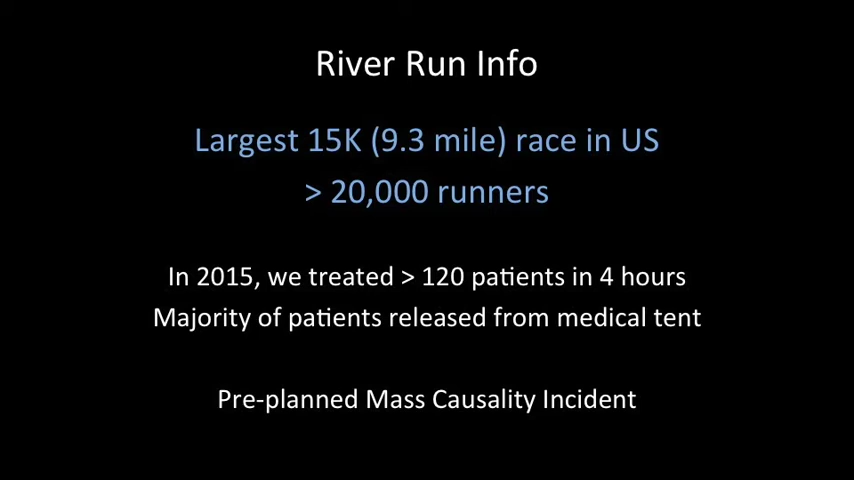 River Run Info
Largest 15K (9.3 mile) race in US
> 20,000 runners
In 2015, we treated > 120 patients in 4 hours
Majority of patients released from medical tent
Pre-planned Mass Causality Incident